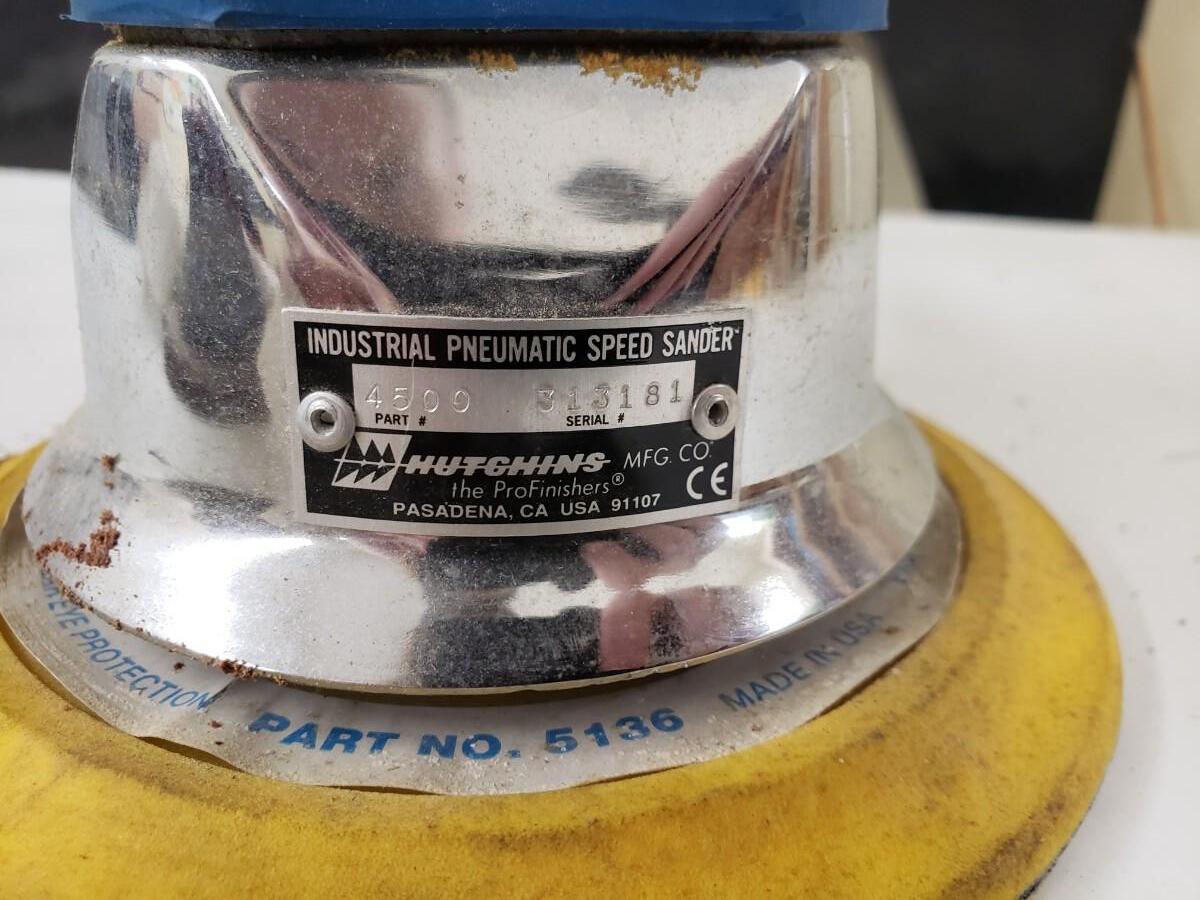 INDUSTRIAL PNEUMATIC SPEED SANDER™
4500 313181
PART # SERIAL #
HUTCHINS MFG. CO.
the ProFinishers®
CE
PASADENA, CA USA 91107
EYE PROTECTION
PART NO. 5136
MADE IN USA